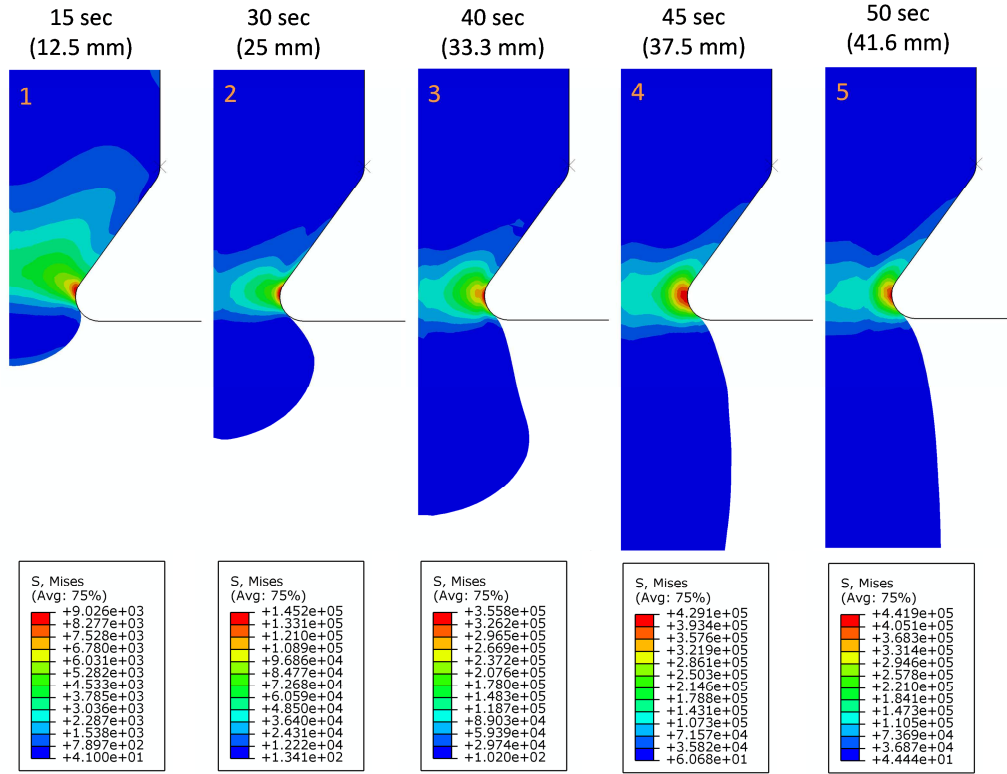 15 sec
(12.5 mm)
30 sec
(25 mm)
40 sec
(33.3 mm)
45 sec
(37.5 mm)
50 sec
(41.6 mm)
1
2
3
4
5
S, Mises
(Avg: 75%)
+9.026e+03
+8.277e+03
+7.528e+03
+6.780e+03
+6.031e+03
+5.282e+03
+4.533e+03
+3.785e+03
+3.036e+03
+2.287e+03
+1.538e+03
+7.897e+02
+4.100e+01
S, Mises
(Avg: 75%)
+1.452e+05
+1.331e+05
+1.210e+05
+1.089e+05
+9.686e+04
+8.477e+04
+7.268e+04
+6.059e+04
+4.850e+04
+3.640e+04
+2.431e+04
+1.222e+04
+1.341e+02
S, Mises
(Avg: 75%)
+3.558e+05
+3.262e+05
+2.965e+05
+2.669e+05
+2.372e+05
+2.076e+05
+1.780e+05
+1.483e+05
+1.187e+05
+8.903e+04
+5.939e+04
+2.974e+04
+1.020e+02
S, Mises
(Avg: 75%)
+4.291e+05
+3.934e+05
+3.576e+05
+3.219e+05
+2.861e+05
+2.503e+05
+2.146e+05
+1.788e+05
+1.431e+05
+1.073e+05
+7.157e+04
+3.582e+04
+6.068e+01
S, Mises
(Avg: 75%)
+4.419e+05
+4.051e+05
+3.683e+05
+3.314e+05
+2.946e+05
+2.578e+05
+2.210e+05
+1.841e+05
+1.473e+05
+1.105e+05
+7.369e+04
+3.687e+04
+4.444e+01